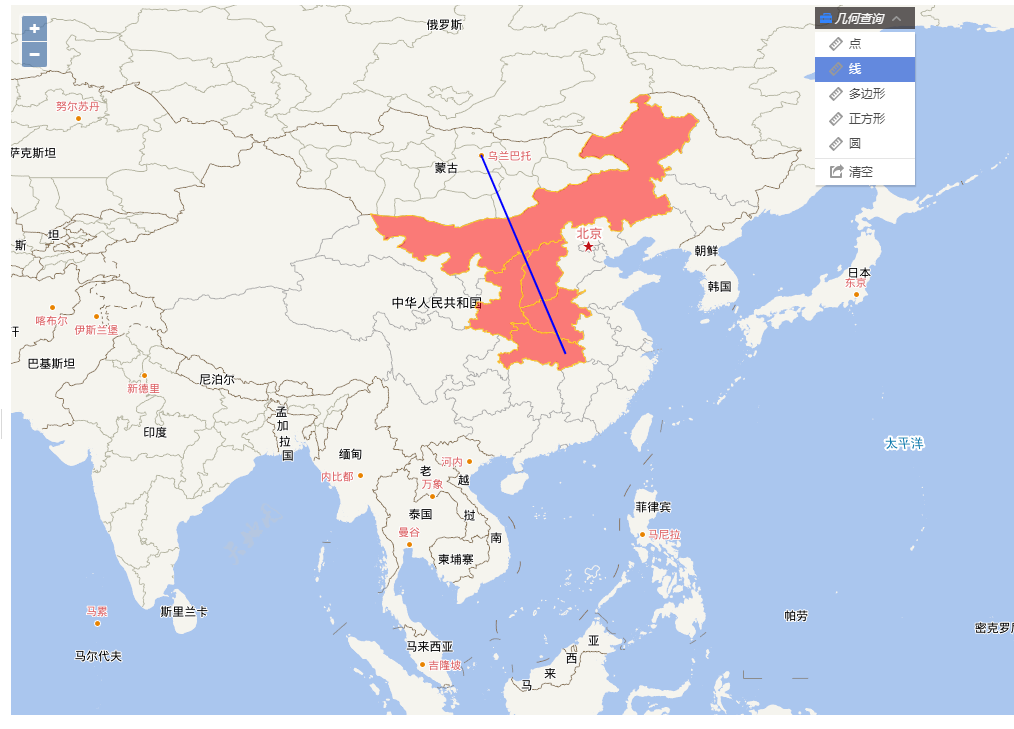 +
−
几何查询
点
线
多边形
正方形
圆
清空
俄罗斯
努尔苏丹
萨克斯坦
蒙古
乌兰巴托
北京
朝鲜
韩国
日本
东京
斯
坦
中华人民共和国
喀布尔
伊斯兰堡
巴基斯坦
新德里
尼泊尔
印度
孟
加
拉
国
缅甸
内比都
河内
老
越
万象
泰国
挝
曼谷
南
柬埔寨
太平洋
菲律宾
马尼拉
马累
斯里兰卡
马尔代夫
马来西亚
吉隆坡
亚
西
来
马
帕劳
密克罗尼